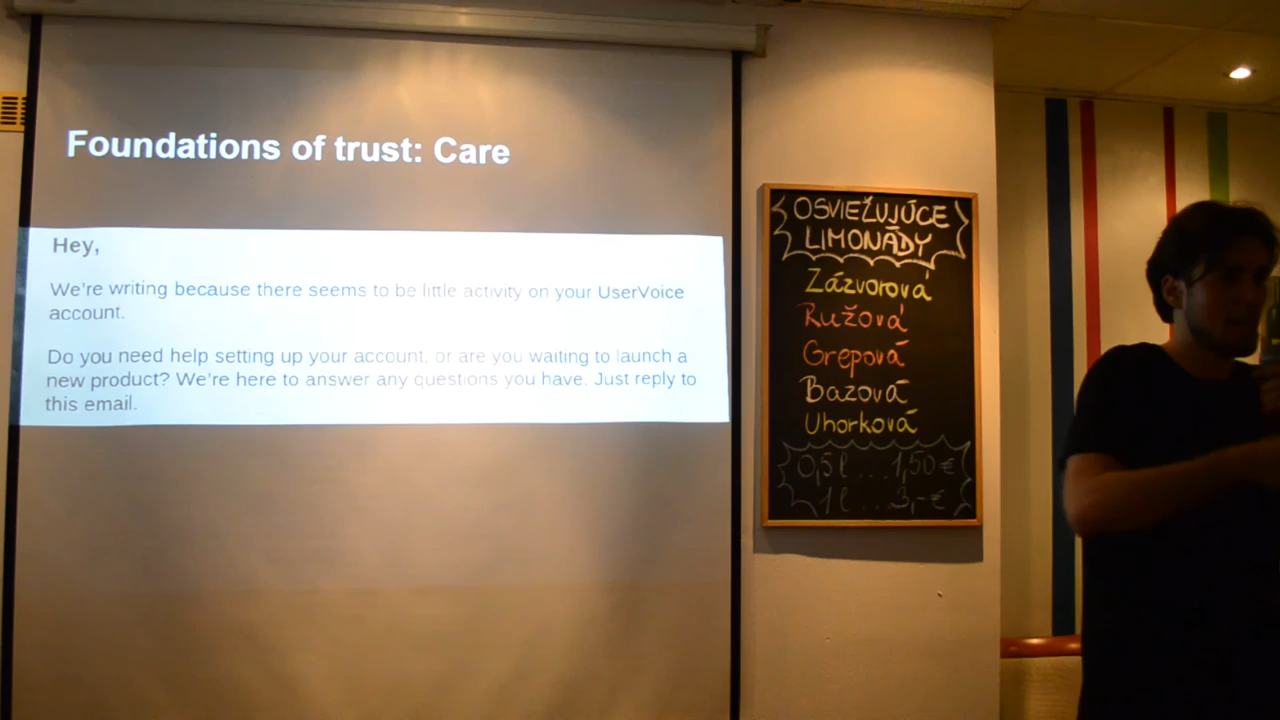 Foundations of trust: Care
Hey,
We're writing because there seems to be little activity on your UserVoice
account.
Do you need help setting up your account, or are you waiting to launch a
new product? We're here to answer any questions you have. Just reply to
this email.
OSVIEŽUJÚCE
LIMONÁDY
Zázvorová
Ružová
Grepová
Bazová
Uhorková
0,5 l ... 1,50 €
1 l ... 3,- €